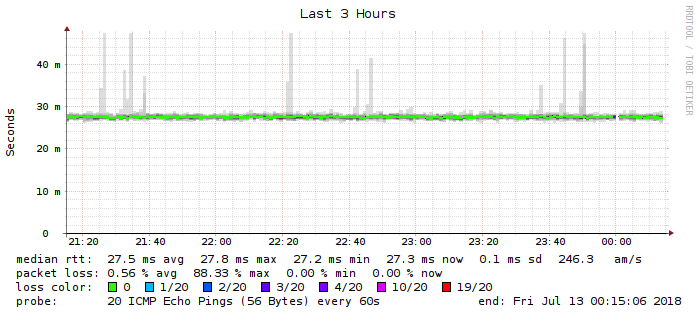 Last 3 Hours
RRDTOOL / TOBI OETIKER
Seconds
40 m
30 m
20 m
10 m
0
21:20 21:40 22:00 22:20 22:40 23:00 23:20 23:40 00:00
median rtt: 27.5 ms avg 27.8 ms max 27.2 ms min 27.3 ms now 0.1 ms sd 246.3 am/s
packet loss: 0.56 % avg 88.33 % max 0.00 % min 0.00 % now
loss color: 0 1/20 2/20 3/20 4/20 10/20 19/20
probe: 20 ICMP Echo Pings (56 Bytes) every 60s end: Fri Jul 13 00:15:06 2018